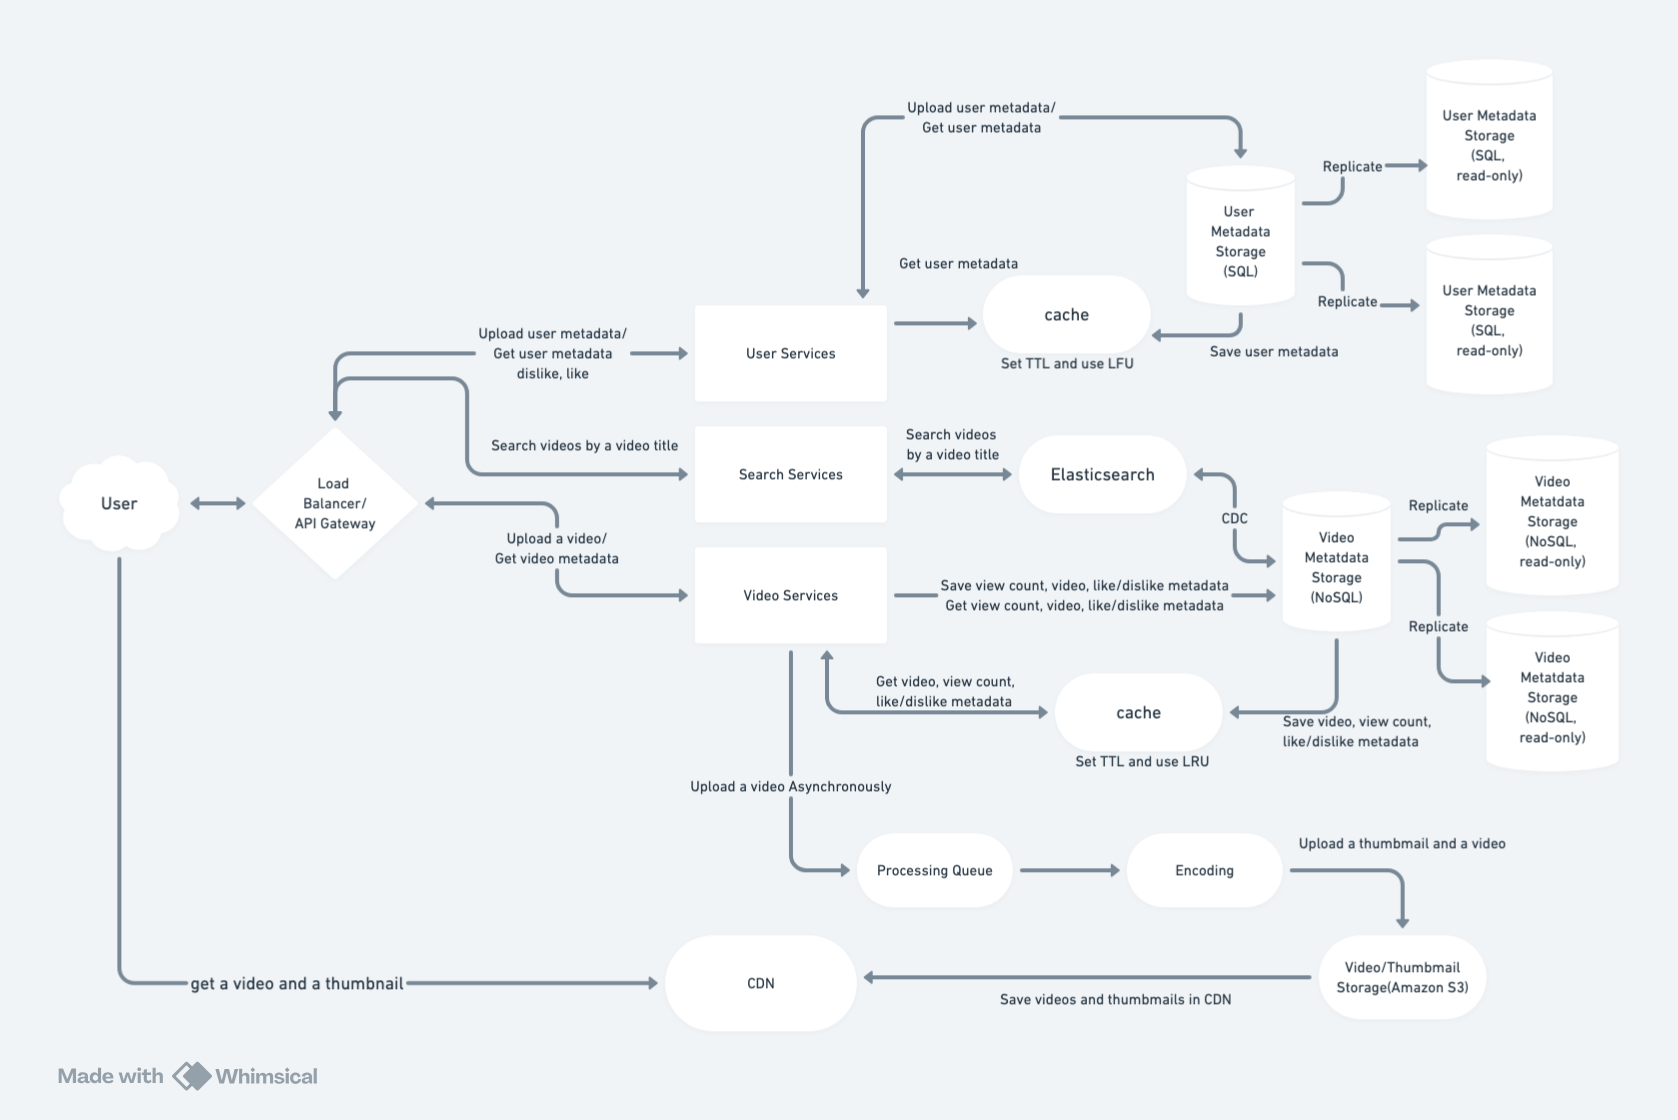 Upload user metadata/
Get user metadata
User Metadata
Storage
(SQL,
read-only)
Replicate
User
Metadata
Storage
(SQL)
Replicate
User Metadata
Storage
(SQL,
read-only)
Get user metadata
cache
Set TTL and use LFU
Save user metadata
Upload user metadata/
Get user metadata
dislike, like
User Services
Search videos by a video title
Search Services
Search videos
by a video title
Elasticsearch
CDC
User
Load
Balancer/
API Gateway
Upload a video/
Get video metadata
Video Services
Save view count, video, like/dislike metadata
Get view count, video, like/dislike metadata
Video
Metatdata
Storage
(NoSQL)
Replicate
Video
Metatdata
Storage
(NoSQL,
read-only)
Replicate
Video
Metatdata
Storage
(NoSQL,
read-only)
Get video, view count,
like/dislike metadata
cache
Set TTL and use LRU
Save video, view count,
like/dislike metadata
Upload a video Asynchronously
Processing Queue
Encoding
Upload a thumbmail and a video
Video/Thumbmail
Storage(Amazon S3)
Save videos and thumbmails in CDN
CDN
get a video and a thumbnail
Made with Whimsical